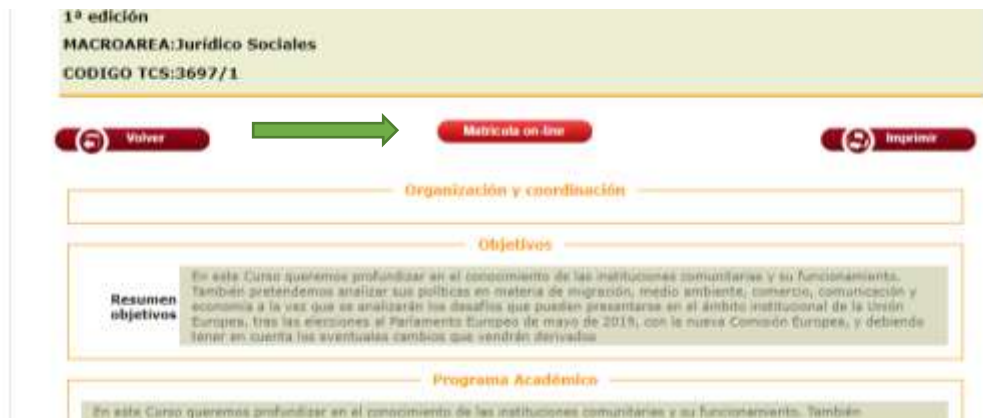 1ª edición
MACROAREA:Jurídico Sociales
CODIGO TCS:3697/1
Volver
Matricula on-line
Imprimir
Organización y coordinación
Objetivos
Resumen objetivos
En este Curso queremos profundizar en el conocimiento de las instituciones comunitarias y su funcionamiento.
También pretendemos analizar sus políticas en materia de migración, medio ambiente, comercio, comunicación y
economía a la vez que se analizarán los desafíos que pueden presentarse en el ámbito institucional de la Unión
Europea, tras las elecciones al Parlamento Europeo de mayo de 2019, con la nueva Comisión Europea, y debiendo
tener en cuenta los eventuales cambios que vendrán derivados
Programa Académico
En este Curso queremos profundizar en el conocimiento de las instituciones comunitarias y su funcionamiento. También